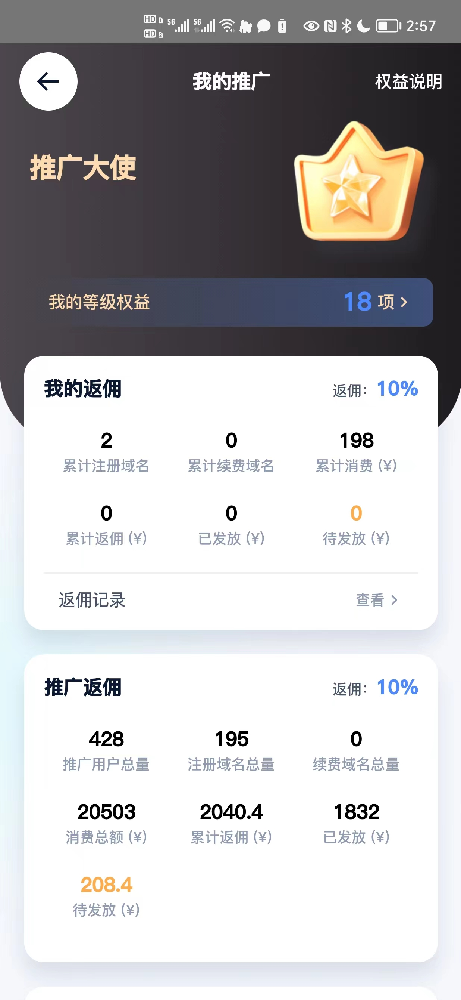 HD 1 5G 5G 2:57
HD 2
我的推广 权益说明
推广大使
我的等级权益 18 项
我的返佣 返佣: 10%
2 0 198
累计注册域名 累计续费域名 累计消费 (¥)
0 0 0
累计返佣 (¥) 已发放 (¥) 待发放 (¥)
返佣记录 查看
推广返佣 返佣: 10%
428 195 0
推广用户总量 注册域名总量 续费域名总量
20503 2040.4 1832
消费总额 (¥) 累计返佣 (¥) 已发放 (¥)
208.4
待发放 (¥)